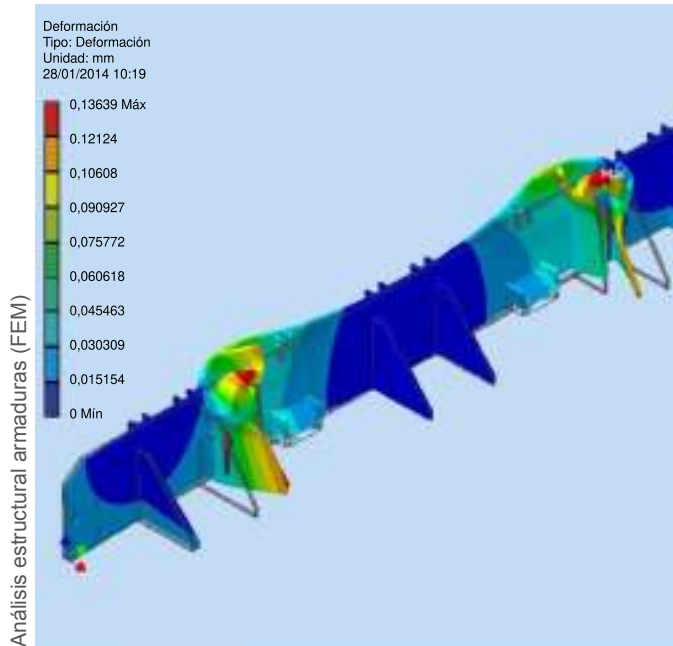 Deformación
Tipo: Deformación
Unidad: mm
28/01/2014 10:19
0,13639 Máx
0.12124
0,10608
0,090927
0,075772
0,060618
0,045463
0,030309
0,015154
0 Mín
Análisis estructural armaduras (FEM)